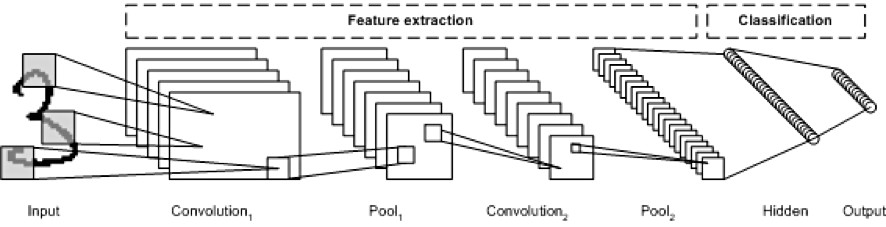 Feature extraction
Classification
Input
Convolution₁
Pool₁
Convolution₂
Pool₂
Hidden
Output